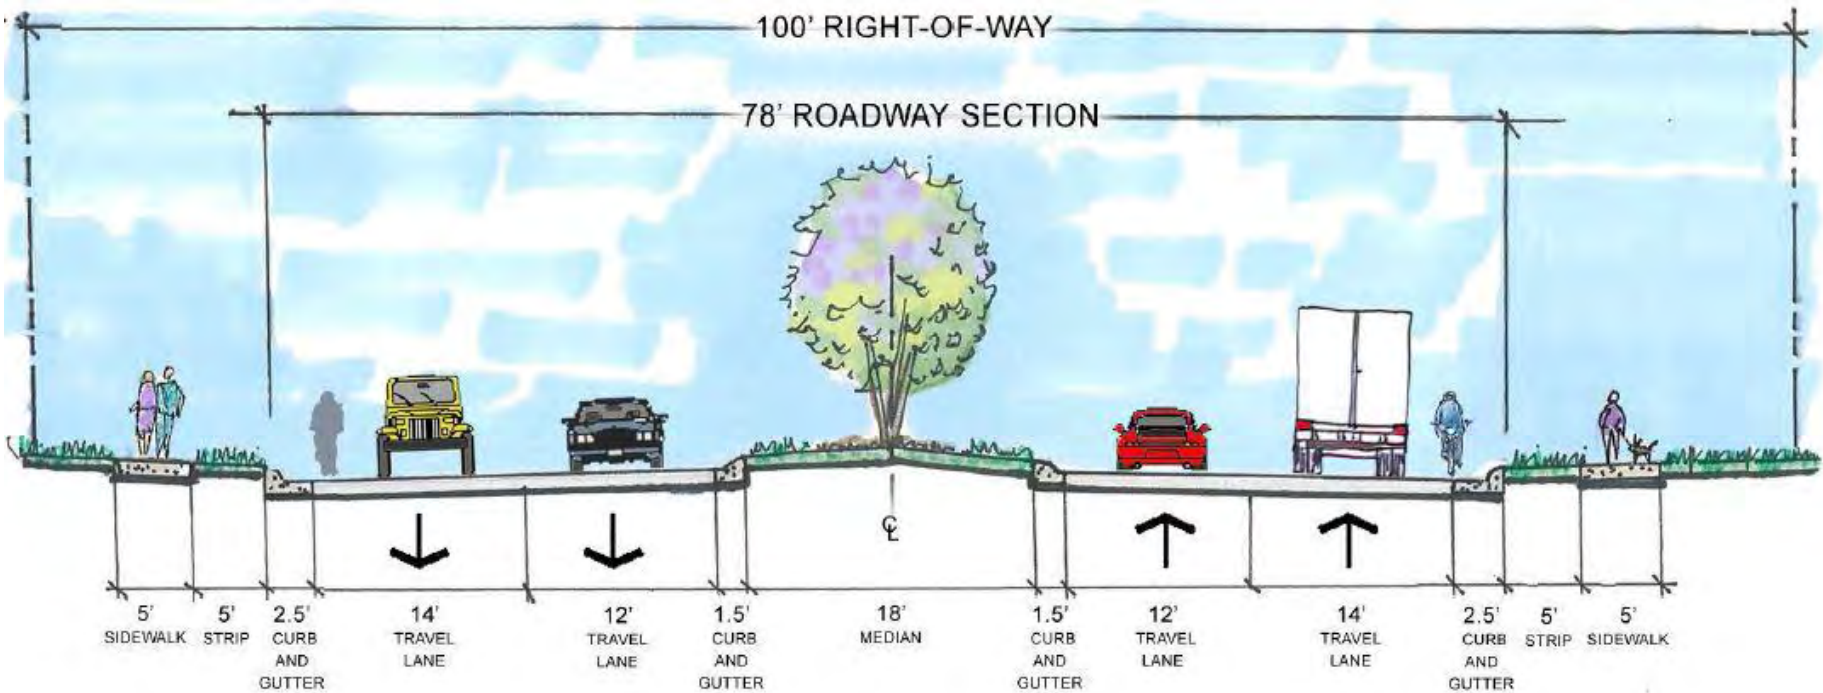 100' RIGHT-OF-WAY
78' ROADWAY SECTION
℄
5' 5' 2.5' 14' 12' 1.5' 18' 1.5' 12' 14' 2.5' 5' 5'
SIDEWALK STRIP CURB TRAVEL TRAVEL CURB MEDIAN CURB TRAVEL TRAVEL CURB STRIP SIDEWALK
AND LANE LANE AND AND LANE LANE AND
GUTTER GUTTER GUTTER GUTTER